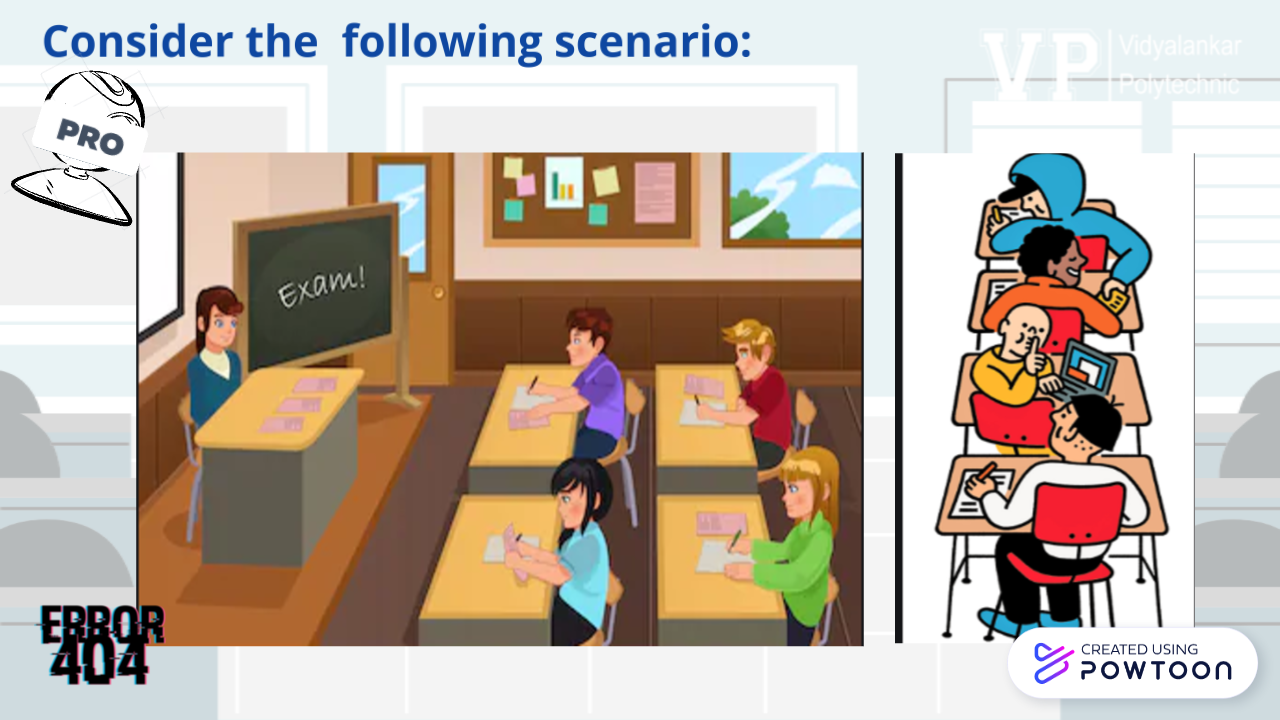 Consider the  following scenario:
VP
Vidyalankar
Polytechnic
PRO
Exam!
ERROR
404
CREATED USING
POWTOON